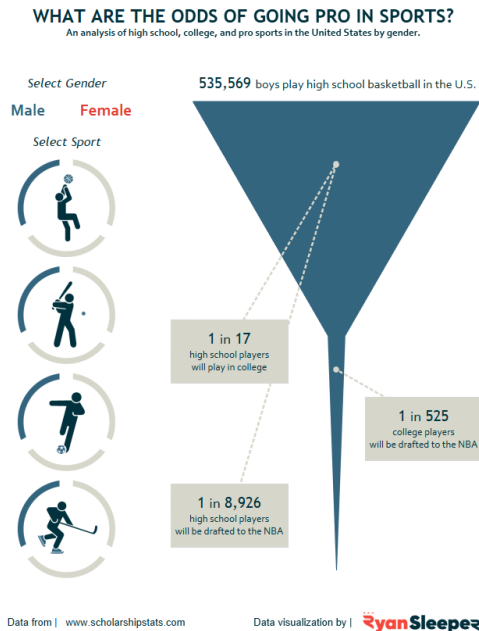 WHAT ARE THE ODDS OF GOING PRO IN SPORTS?
An analysis of high school, college, and pro sports in the United States by gender.
Select Gender
Male Female
Select Sport
535,569 boys play high school basketball in the U.S.
1 in 17
high school players
will play in college
1 in 525
college players
will be drafted to the NBA
1 in 8,926
high school players
will be drafted to the NBA
Data from | www.scholarshipstats.com
Data visualization by | RyanSleeper